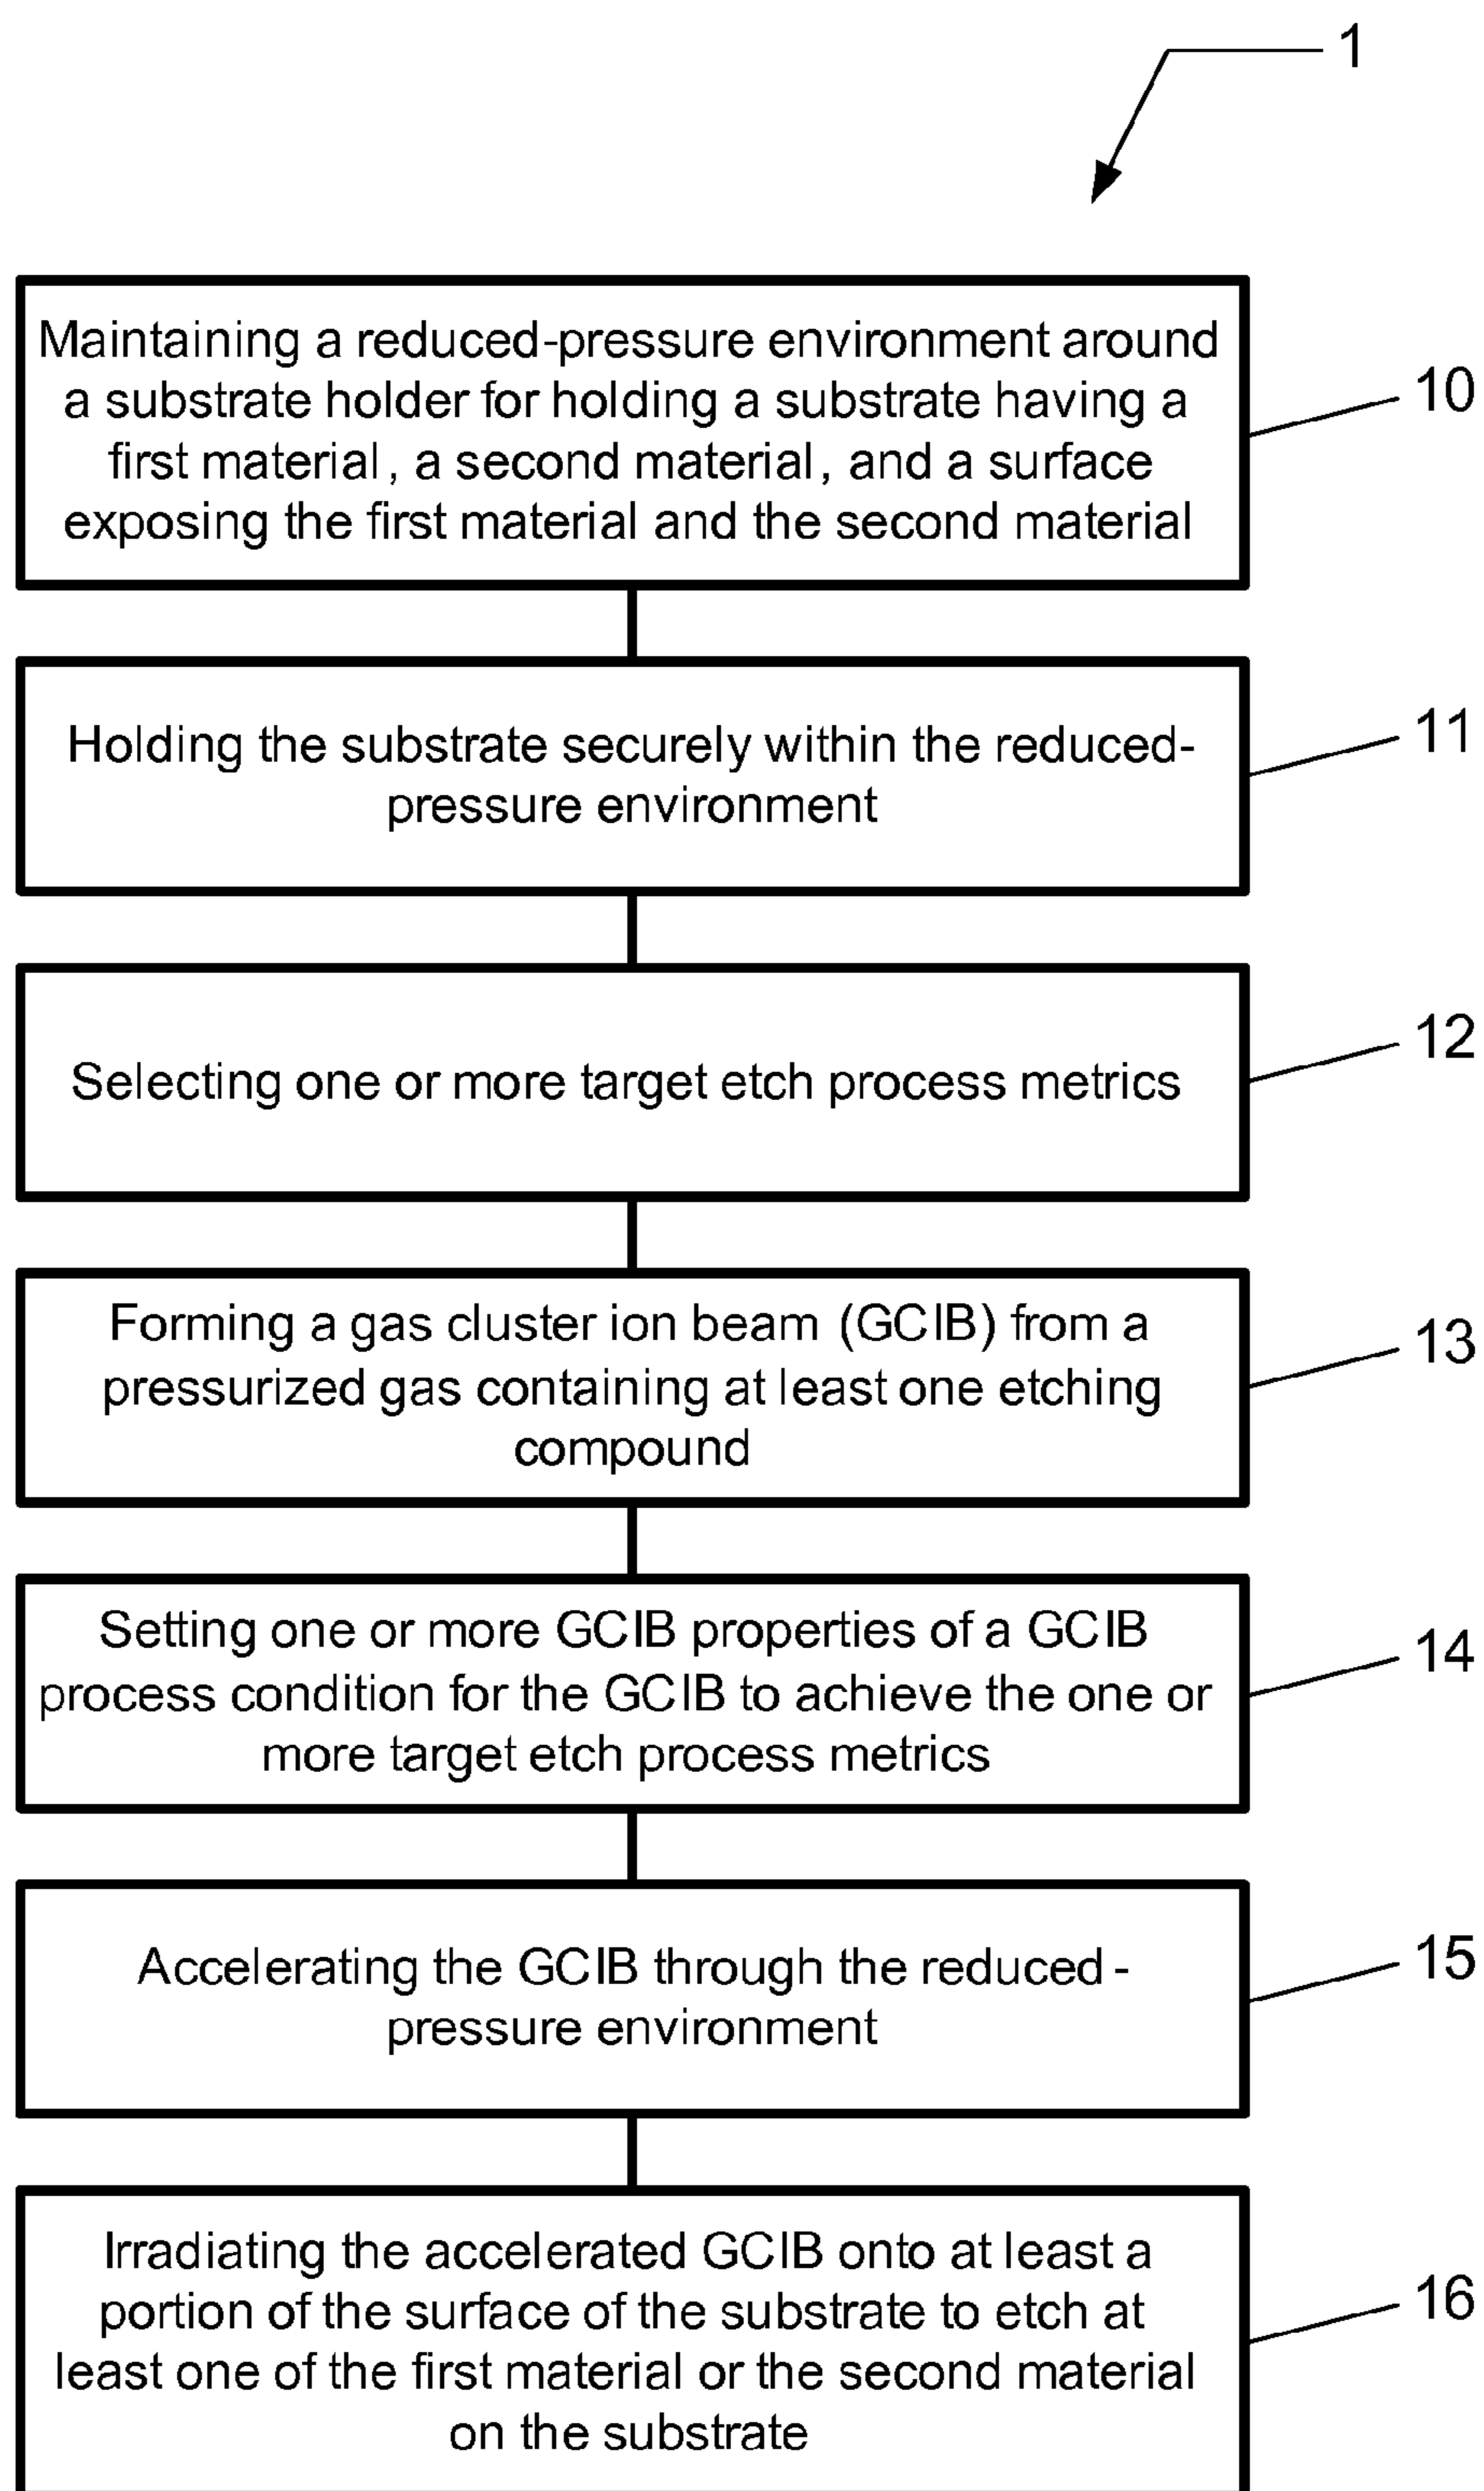 1
Maintaining a reduced-pressure environment around
a substrate holder for holding a substrate having a
first material, a second material, and a surface
exposing the first material and the second material
10
Holding the substrate securely within the reduced-
pressure environment
11
Selecting one or more target etch process metrics
12
Forming a gas cluster ion beam (GCIB) from a
pressurized gas containing at least one etching
compound
13
Setting one or more GCIB properties of a GCIB
process condition for the GCIB to achieve the one or
more target etch process metrics
14
Accelerating the GCIB through the reduced-
pressure environment
15
Irradiating the accelerated GCIB onto at least a
portion of the surface of the substrate to etch at
least one of the first material or the second material
on the substrate
16